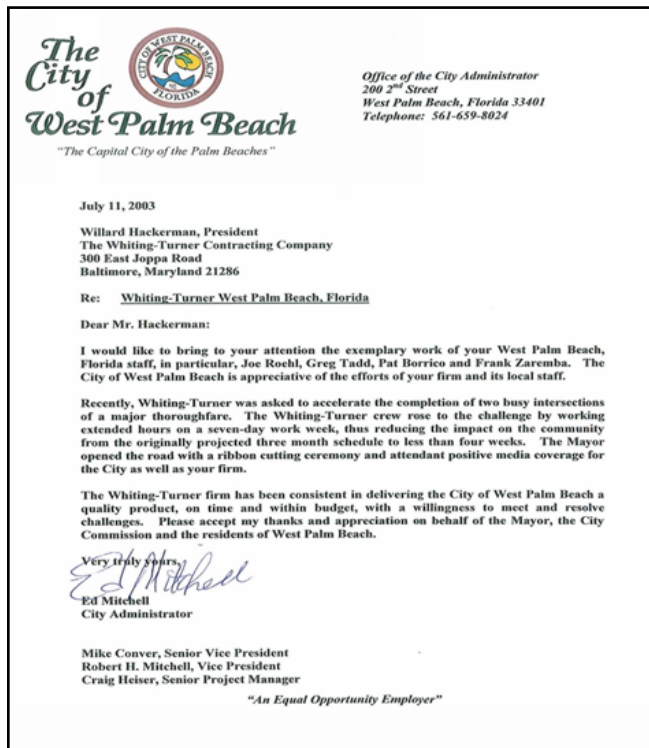 The
City
of
West Palm Beach
CITY OF WEST PALM BEACH
FLORIDA
"The Capital City of the Palm Beaches"
Office of the City Administrator
200 2nd Street
West Palm Beach, Florida 33401
Telephone: 561-659-8024
July 11, 2003
Willard Hackerman, President
The Whiting-Turner Contracting Company
300 East Joppa Road
Baltimore, Maryland 21286
Re: Whiting-Turner West Palm Beach, Florida
Dear Mr. Hackerman:
I would like to bring to your attention the exemplary work of your West Palm Beach,
Florida staff, in particular, Joe Roehl, Greg Tadd, Pat Borrico and Frank Zaremba. The
City of West Palm Beach is appreciative of the efforts of your firm and its local staff.
Recently, Whiting-Turner was asked to accelerate the completion of two busy intersections
of a major thoroughfare. The Whiting-Turner crew rose to the challenge by working
extended hours on a seven-day work week, thus reducing the impact on the community
from the originally projected three month schedule to less than four weeks. The Mayor
opened the road with a ribbon cutting ceremony and attendant positive media coverage for
the City as well as your firm.
The Whiting-Turner firm has been consistent in delivering the City of West Palm Beach a
quality product, on time and within budget, with a willingness to meet and resolve
challenges. Please accept my thanks and appreciation on behalf of the Mayor, the City
Commission and the residents of West Palm Beach.
Very truly yours,
Ed Mitchell
Ed Mitchell
City Administrator
Mike Conver, Senior Vice President
Robert H. Mitchell, Vice President
Craig Heiser, Senior Project Manager
"An Equal Opportunity Employer"